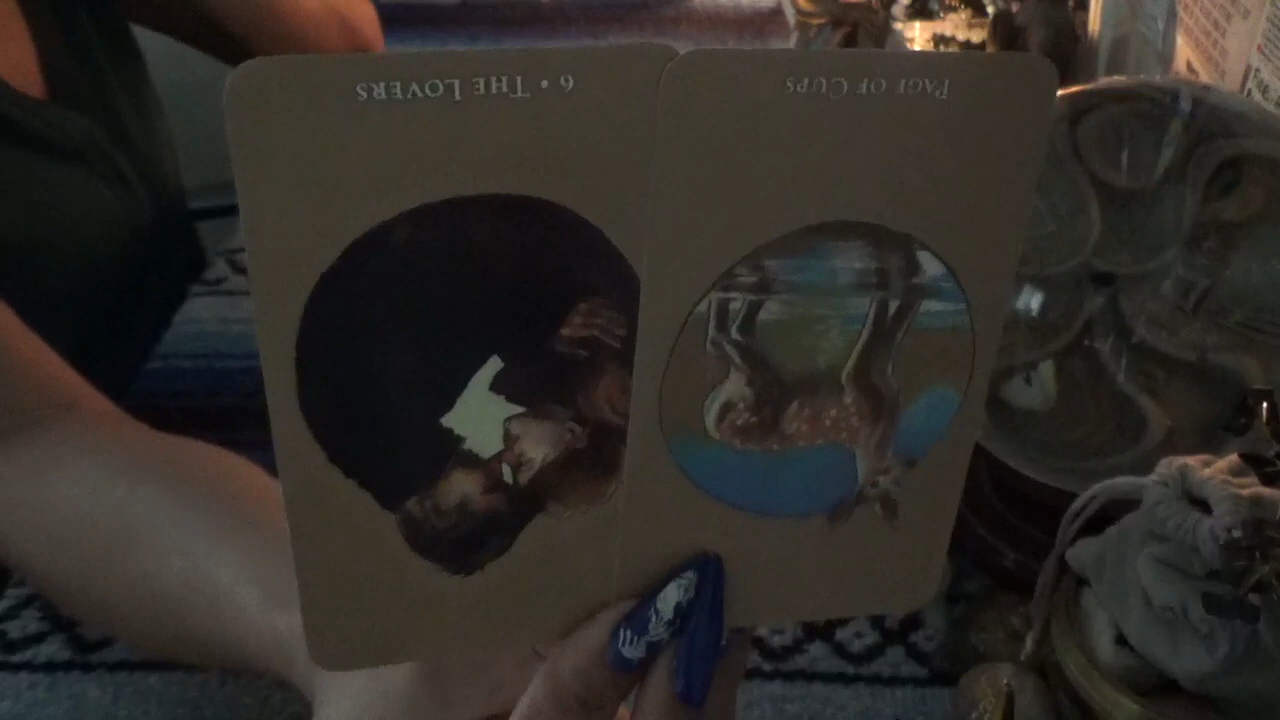 6 • THE LOVERS
PAGE OF CUPS